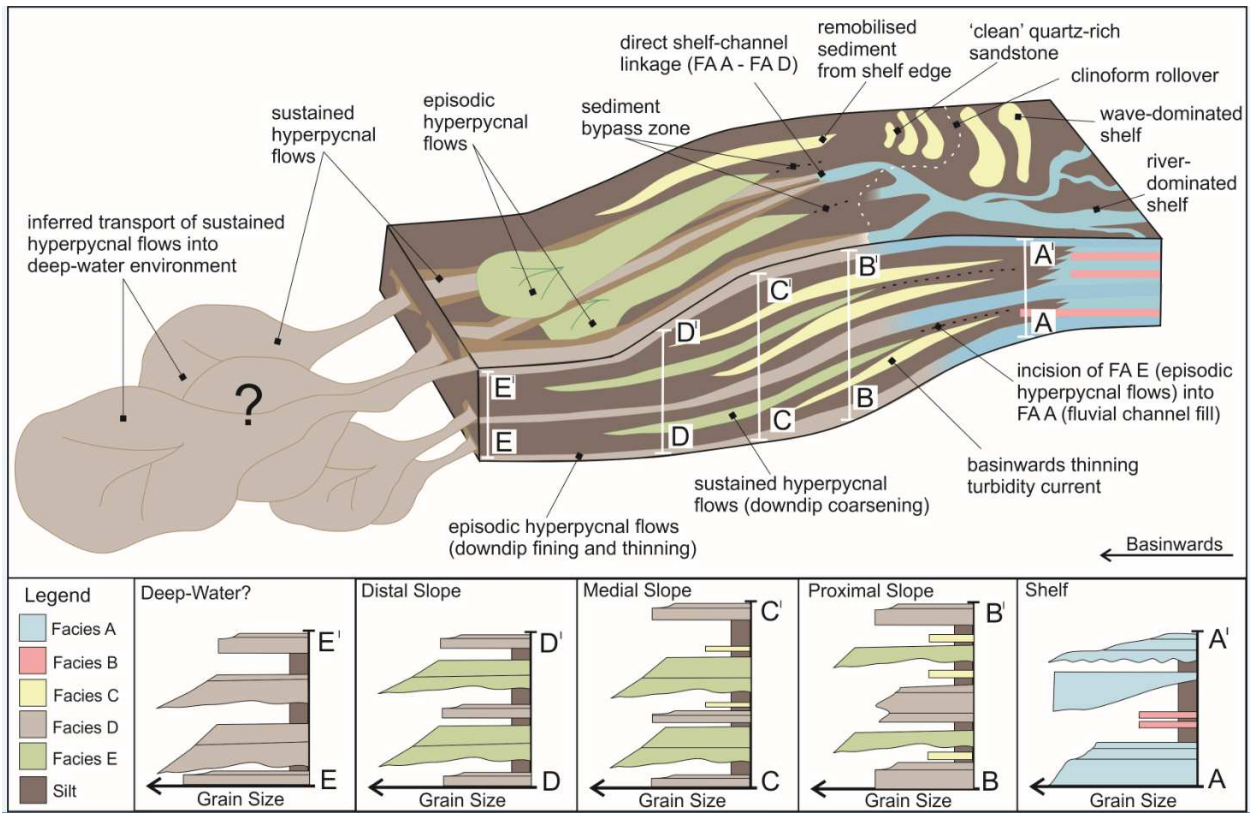 remobilised
sediment
from shelf edge
'clean' quartz-rich
sandstone
direct shelf-channel
linkage (FA A - FA D)
clinoform rollover
episodic
hyperpycnal
flows
sediment
bypass zone
wave-dominated
shelf
sustained
hyperpycnal
flows
river-
dominated
shelf
inferred transport of sustained
hyperpycnal flows into
deep-water environment
?
A'
A
B'
B
C'
C
D'
D
E'
E
incision of FA E (episodic
hyperpycnal flows) into
FA A (fluvial channel fill)
basinwards thinning
turbidity current
sustained hyperpycnal
flows (downdip coarsening)
episodic hyperpycnal flows
(downdip fining and thinning)
Basinwards
Legend
Facies A
Facies B
Facies C
Facies D
Facies E
Silt
Deep-Water?
E'
E
Grain Size
Distal Slope
D'
D
Grain Size
Medial Slope
C'
C
Grain Size
Proximal Slope
B'
B
Grain Size
Shelf
A'
A
Grain Size